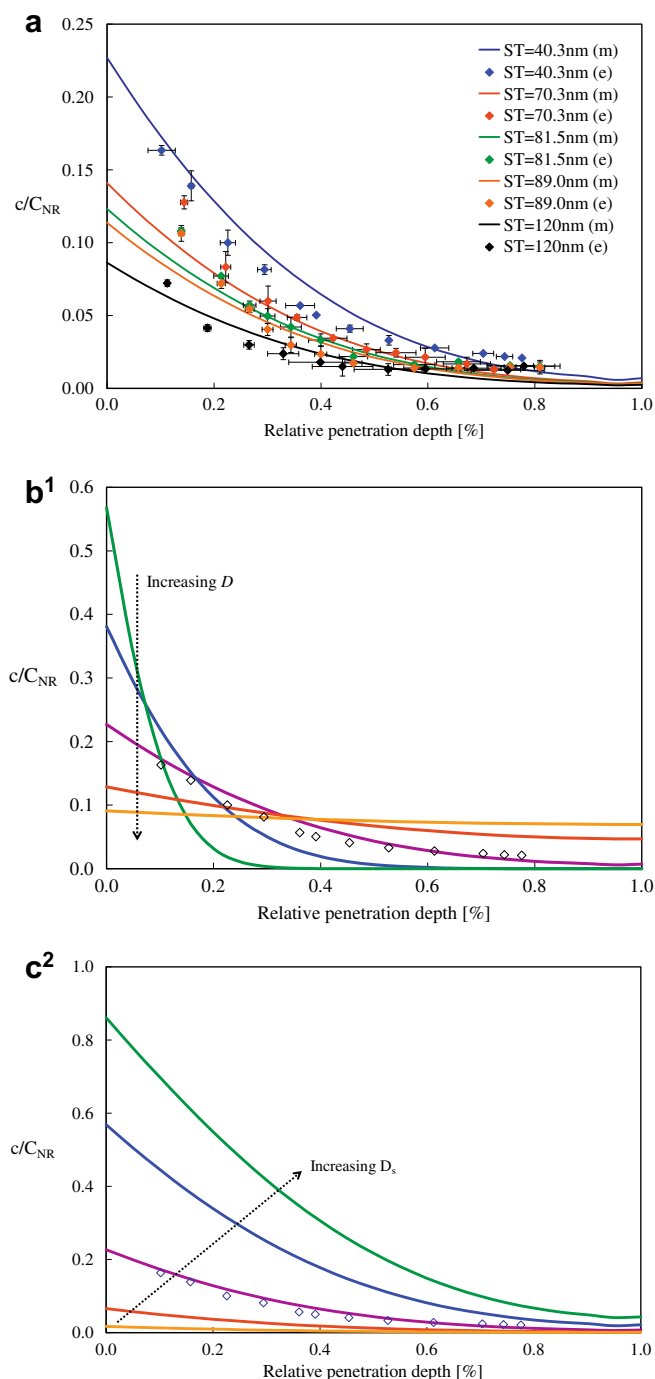 a
0.25
0.20
0.15
0.10
0.05
0.00
c/C_NR
ST=40.3nm (m)
ST=40.3nm (e)
ST=70.3nm (m)
ST=70.3nm (e)
ST=81.5nm (m)
ST=81.5nm (e)
ST=89.0nm (m)
ST=89.0nm (e)
ST=120nm (m)
ST=120nm (e)
0.0 0.2 0.4 0.6 0.8 1.0
Relative penetration depth [%]
b¹
0.6
0.5
0.4
0.3
0.2
0.1
0.0
c/C_NR
Increasing D
0.0 0.2 0.4 0.6 0.8 1.0
Relative penetration depth [%]
c²
1.0
0.8
0.6
0.4
0.2
0.0
c/C_NR
Increasing D_s
0.0 0.2 0.4 0.6 0.8 1.0
Relative penetration depth [%]